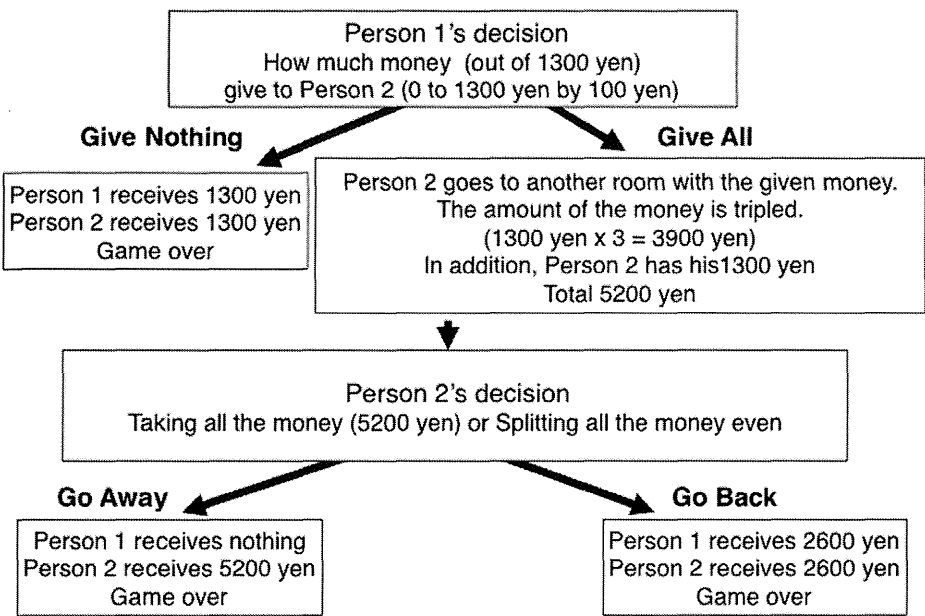 Person 1's decision
How much money (out of 1300 yen)
give to Person 2 (0 to 1300 yen by 100 yen)
Give Nothing
Give All
Person 1 receives 1300 yen
Person 2 receives 1300 yen
Game over
Person 2 goes to another room with the given money.
The amount of the money is tripled.
(1300 yen x 3 = 3900 yen)
In addition, Person 2 has his1300 yen
Total 5200 yen
Person 2's decision
Taking all the money (5200 yen) or Splitting all the money even
Go Away
Go Back
Person 1 receives nothing
Person 2 receives 5200 yen
Game over
Person 1 receives 2600 yen
Person 2 receives 2600 yen
Game over